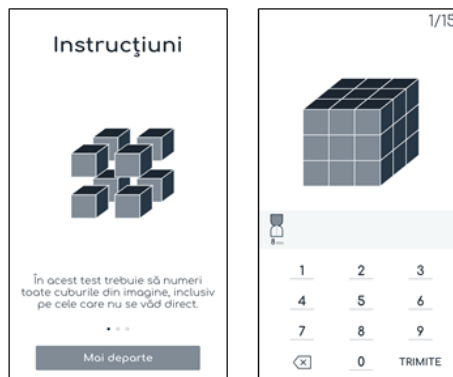 Instrucţiuni
În acest test trebuie să numeri
toate cuburile din imagine, inclusiv
pe cele care nu se văd direct.
Mai departe
1/15
1 2 3
4 5 6
7 8 9
0 TRIMITE